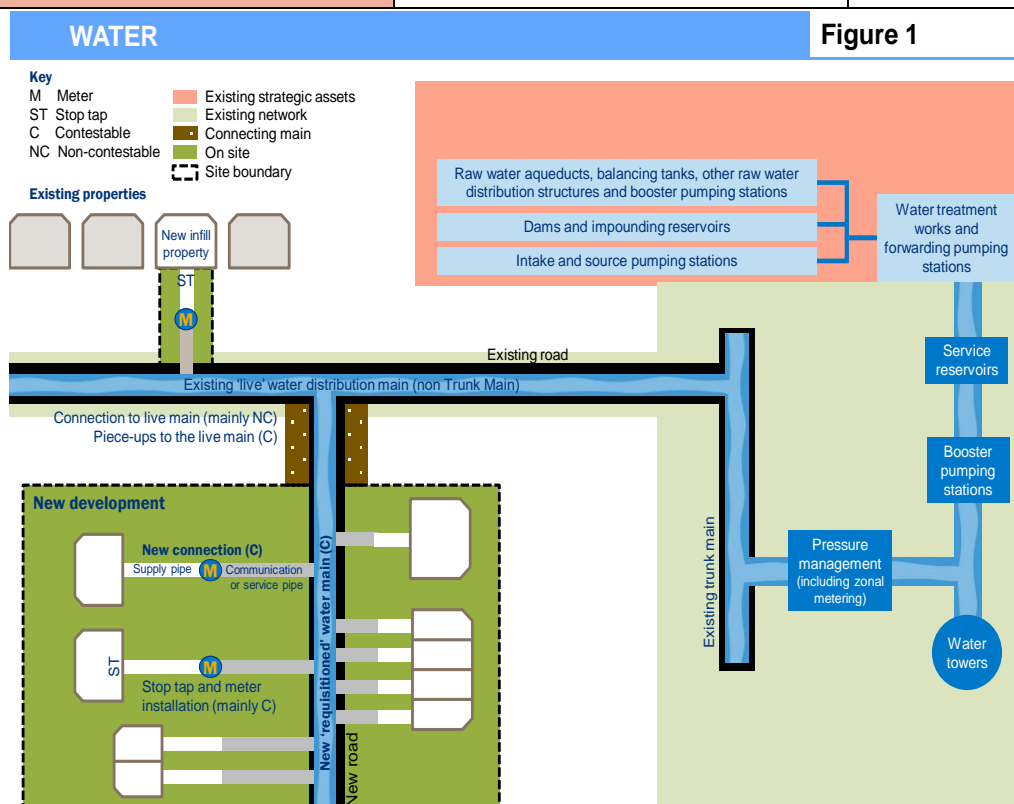 WATER
Figure 1
Key
M Meter
ST Stop tap
C Contestable
NC Non-contestable
Existing strategic assets
Existing network
Connecting main
On site
Site boundary
Existing properties
New infill
property
ST
M
Raw water aqueducts, balancing tanks, other raw water
distribution structures and booster pumping stations
Dams and impounding reservoirs
Intake and source pumping stations
Water treatment
works and
forwarding pumping
stations
Existing road
Existing 'live' water distribution main (non Trunk Main)
Service
reservoirs
Connection to live main (mainly NC)
Piece-ups to the live main (C)
Booster
pumping
stations
New development
New connection (C)
Supply pipe
M
Communication
or service pipe
New 'requisitioned' water main (C)
Existing trunk main
Pressure
management
(including zonal
metering)
Water
towers
ST
M
Stop tap and meter
installation (mainly C)
New road